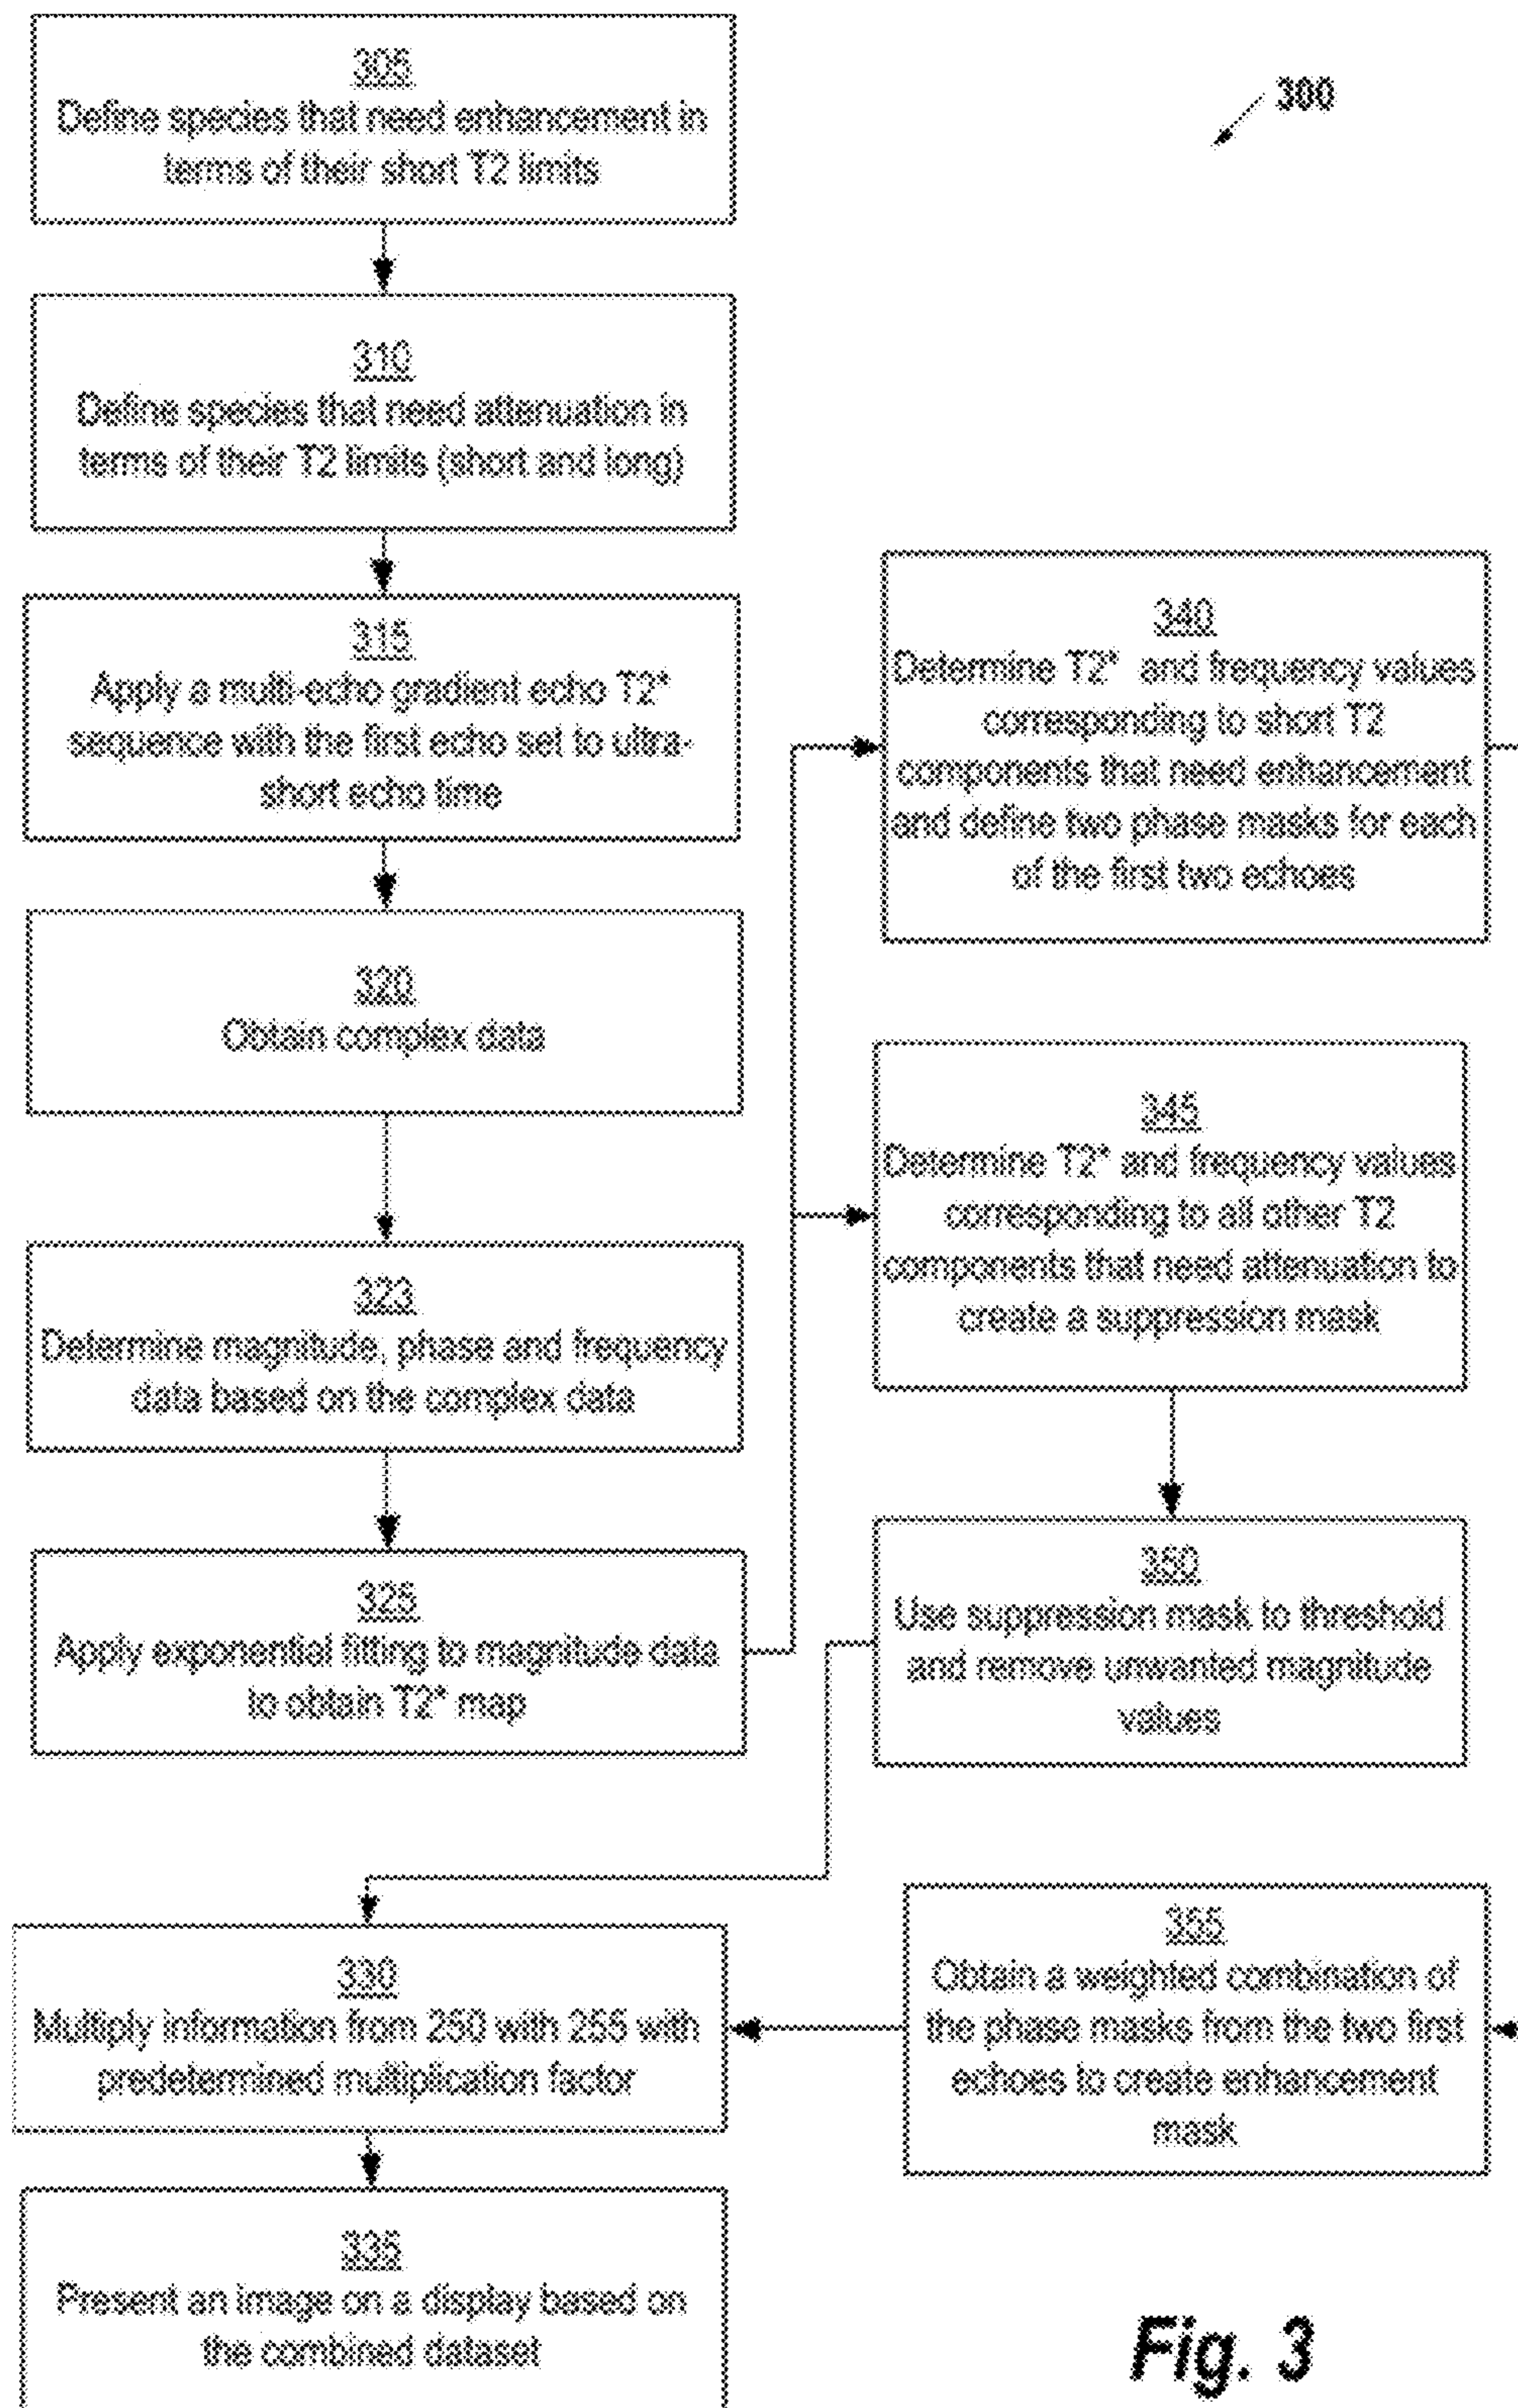 305
Define species that need enhancement in
terms of their short T2 limits
300
310
Define species that need attenuation in
terms of their T2 limits (short and long)
315
Apply a multi-echo gradient echo T2*
sequence with the first echo set to ultra-
short echo time
320
Obtain complex data
323
Determine magnitude, phase and frequency
data based on the complex data
325
Apply exponential fitting to magnitude data
to obtain T2* map
340
Determine T2* and frequency values
corresponding to short T2
components that need enhancement
and define two phase masks for each
of the first two echoes
345
Determine T2* and frequency values
corresponding to all other T2
components that need attenuation to
create a suppression mask
350
Use suppression mask to threshold
and remove unwanted magnitude
values
355
Obtain a weighted combination of
the phase masks from the two first
echoes to create enhancement
mask
330
Multiply information from 250 with 255 with
predetermined multiplication factor
335
Present an image on a display based on
the combined dataset
Fig. 3